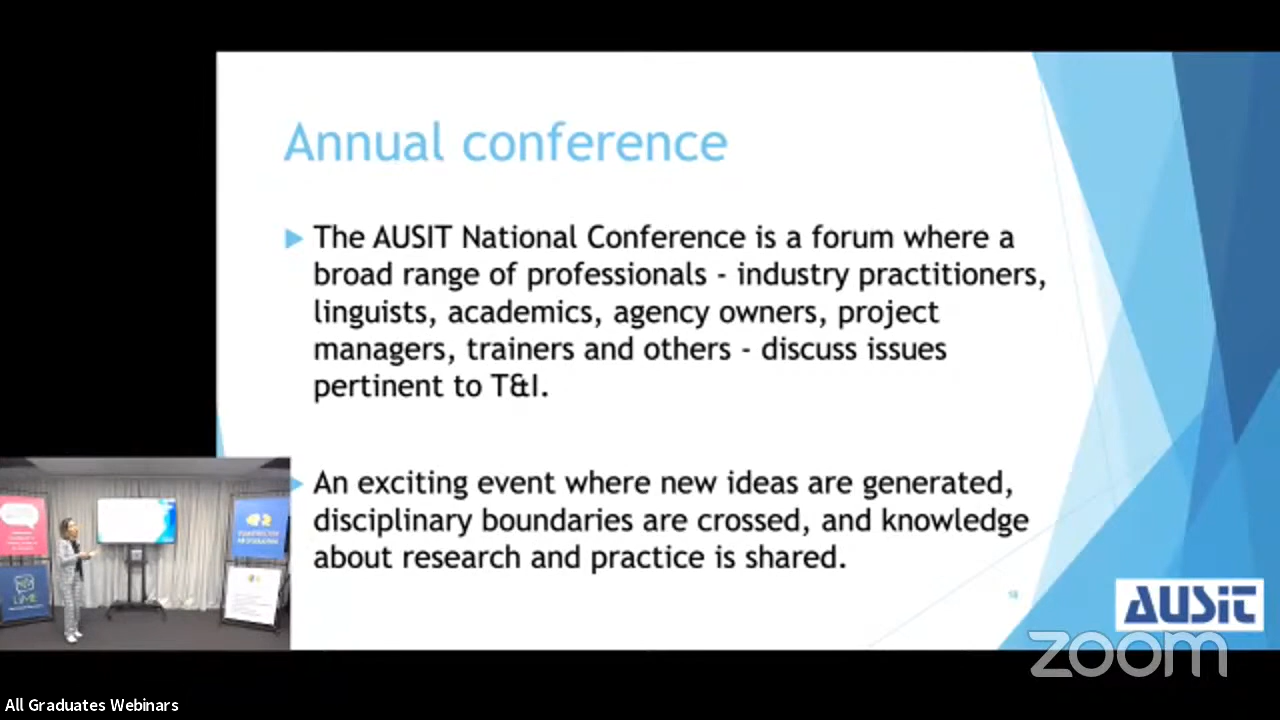 Annual conference
The AUSIT National Conference is a forum where a
broad range of professionals - industry practitioners,
linguists, academics, agency owners, project
managers, trainers and others - discuss issues
pertinent to T&I.
An exciting event where new ideas are generated,
disciplinary boundaries are crossed, and knowledge
about research and practice is shared.
AUSiT
zoom
All Graduates Webinars